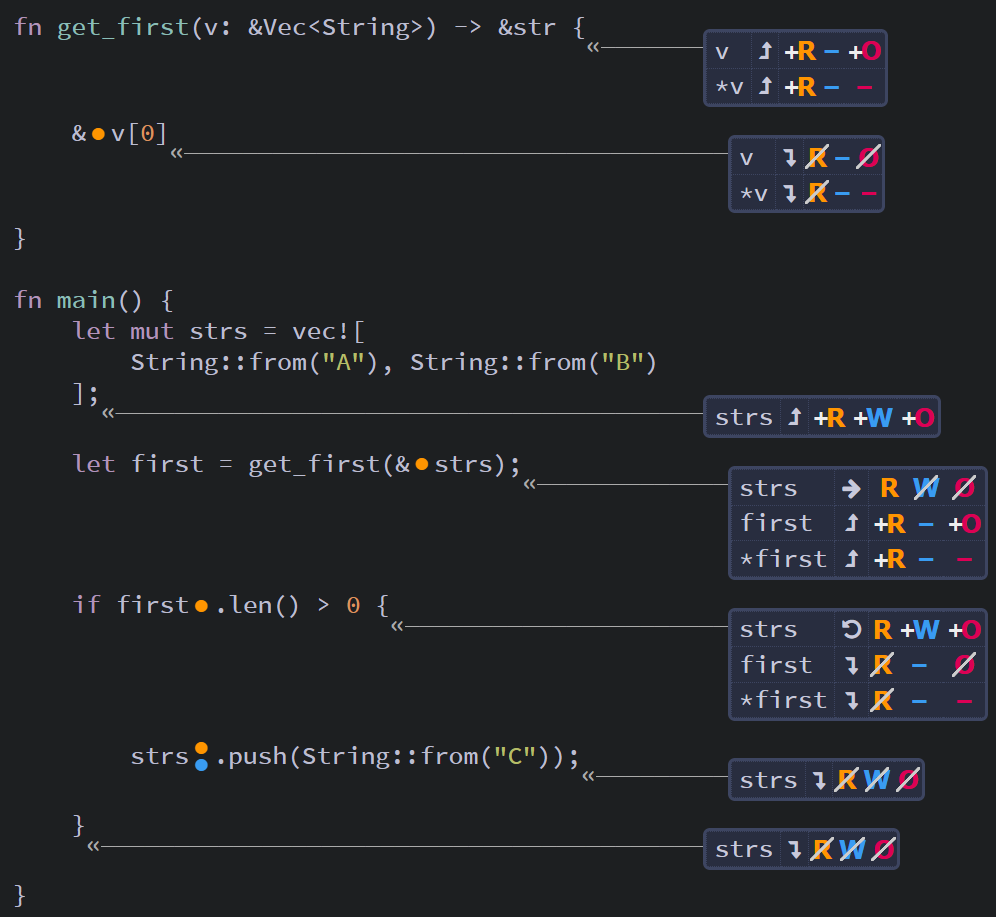 fn get_first(v: &Vec<String>) -> &str {
« v ⮥ +R - +O
*v ⮥ +R - -
&●v[0]
« v ⮧ R̸ - O̸
*v ⮧ R̸ - -
}
fn main() {
let mut strs = vec![
String::from("A"), String::from("B")
];
« strs ⮥ +R +W +O
let first = get_first(&●strs);
« strs → R W̸ O̸
first ⮥ +R - +O
*first ⮥ +R - -
if first●.len() > 0 {
« strs ⮌ R +W +O
first ⮧ R̸ - O̸
*first ⮧ R̸ - -
strs●●.push(String::from("C"));
« strs ⮧ R̸ W̸ O̸
}
« strs ⮧ R̸ W̸ O̸
}